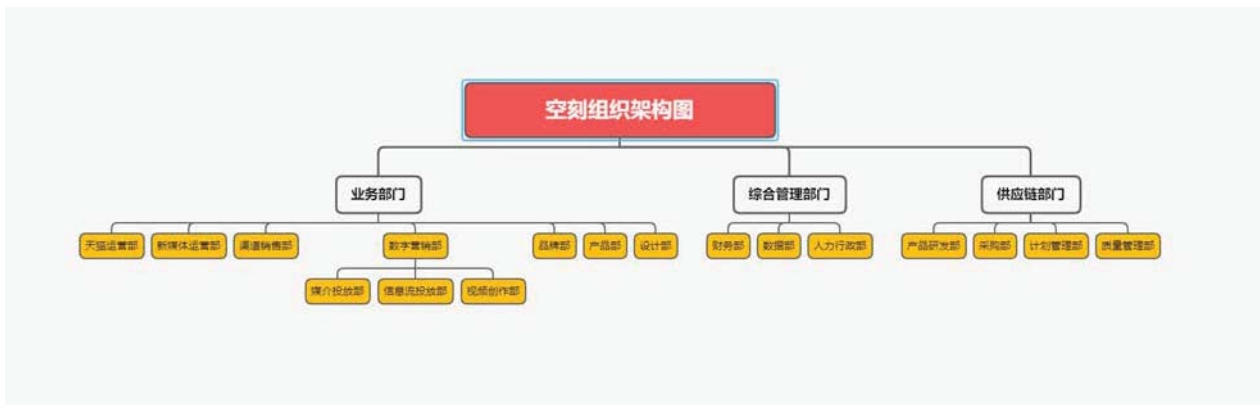 空刻组织架构图
业务部门
综合管理部门
供应链部门
天猫运营部
新媒体运营部
渠道销售部
数字营销部
品牌部
产品部
设计部
财务部
数据部
人力行政部
产品研发部
采购部
计划管理部
质量管理部
媒介投放部
信息流投放部
视频创作部